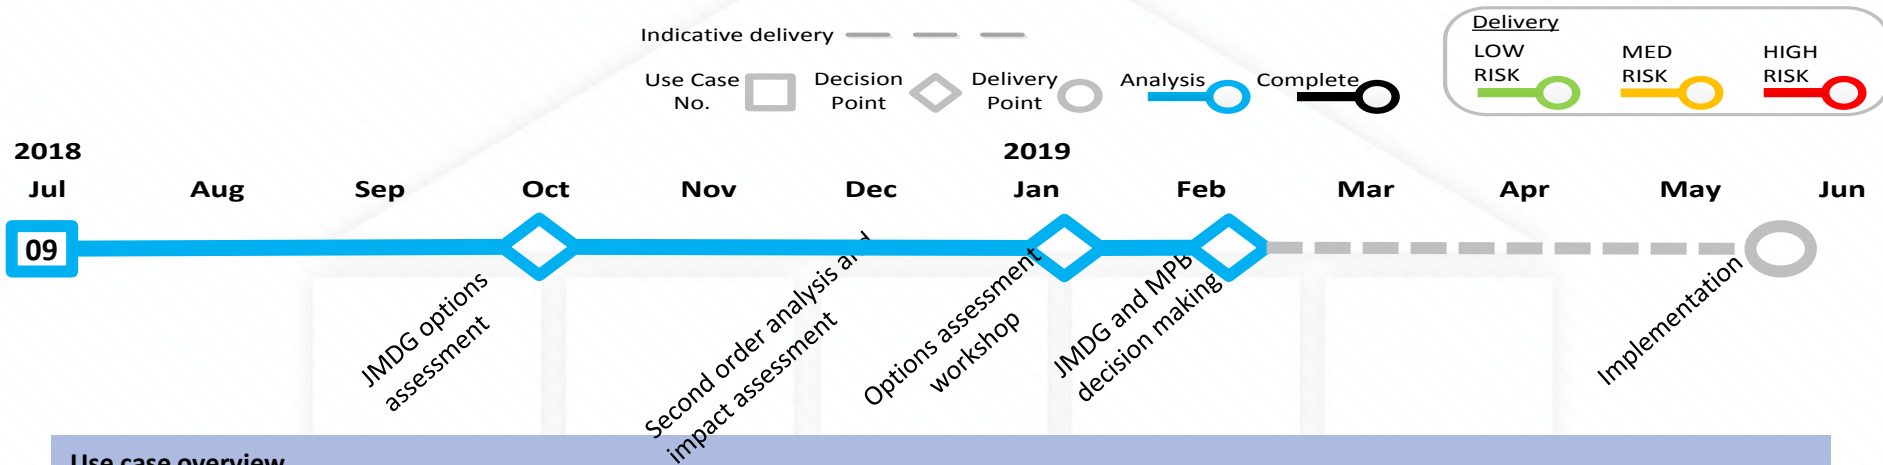 Delivery
Indicative delivery
LOW RISK
MED RISK
HIGH RISK
Use Case No.
Decision Point
Delivery Point
Analysis
Complete
2018
2019
Jul Aug Sep Oct Nov Dec Jan Feb Mar Apr May Jun
09
JMDG options
assessment
Second order analysis and
impact assessment
Options assessment
workshop
JMDG and MPB
decision making
Implementation
Use case overview